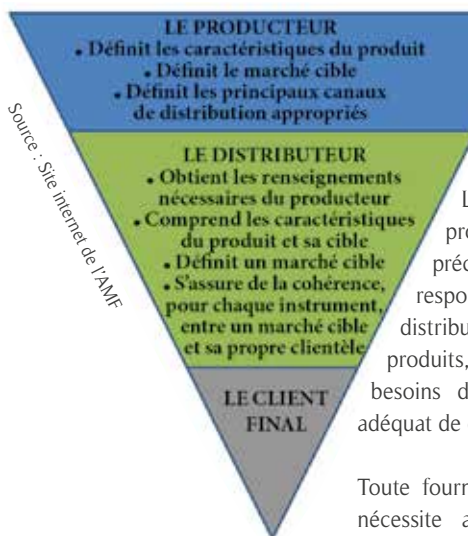 LE PRODUCTEUR
• Définit les caractéristiques du produit
• Définit le marché cible
• Définit les principaux canaux
de distribution appropriés
Source : Site internet de l'AMF
LE DISTRIBUTEUR
• Obtient les renseignements
nécessaires du producteur
• Comprend les caractéristiques
du produit et sa cible
• Définit un marché cible
• S'assure de la cohérence,
pour chaque instrument,
entre un marché cible
et sa propre clientèle
LE CLIENT
FINAL
L
pro
préc
respo
distribu
produits,
besoins d
adéquat de
Toute fourn
nécessite a